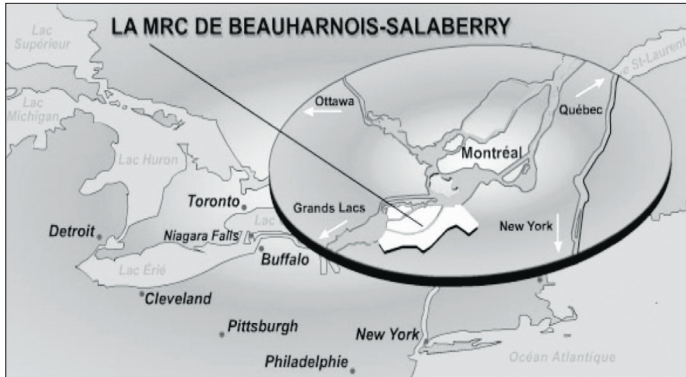 LA MRC DE BEAUHARNOIS-SALABERRY
Lac
Supérieur
Lac
Michigan
Lac Huron
Ottawa
Québec
St-Laurent
Montréal
Toronto
Grands Lacs
New York
Detroit
Niagara Falls
Lac
Buffalo
Lac Érié
Cleveland
Pittsburgh
New York
Philadelphie
Océan Atlantique